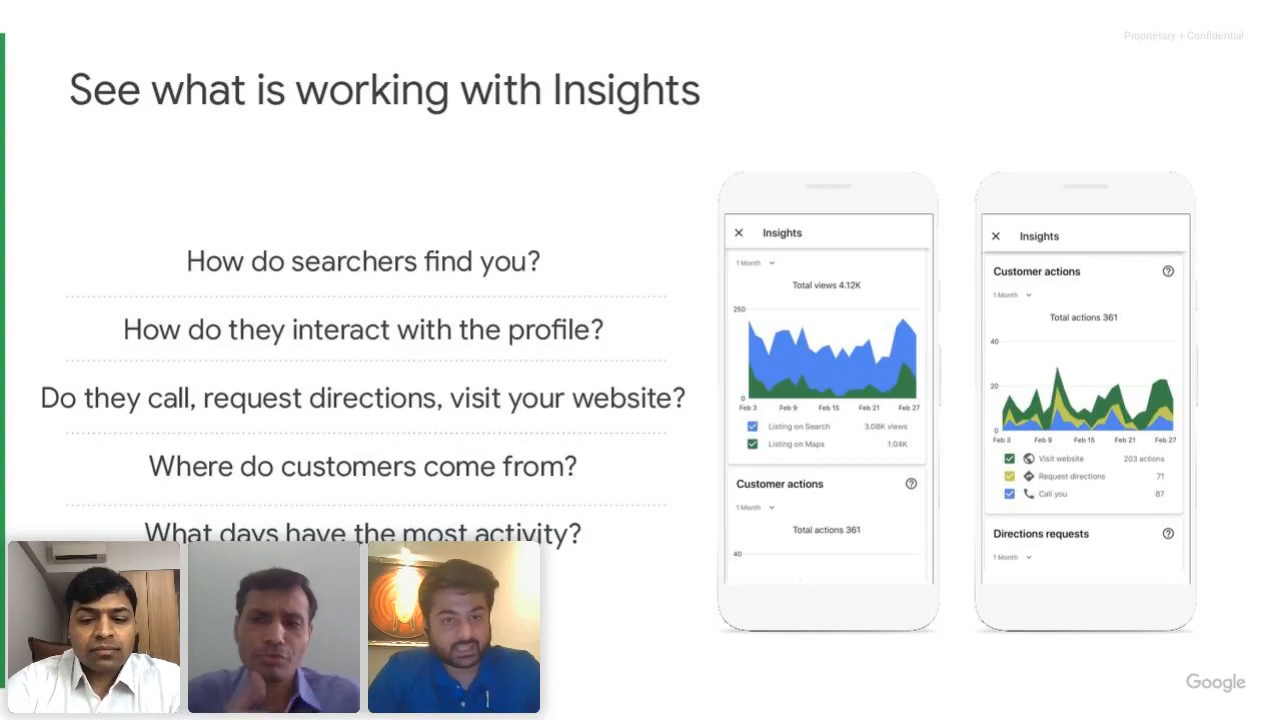 Proprietary + Confidential
See what is working with Insights
How do searchers find you?
How do they interact with the profile?
Do they call, request directions, visit your website?
Where do customers come from?
What days have the most activity?
Insights
1 Month
Total views 4.12K
250
0
Feb 3 Feb 9 Feb 15 Feb 21 Feb 27
Listing on Search 3.08K views
Listing on Maps 1.04K
Customer actions
1 Month
Total actions 361
40
Insights
Customer actions
1 Month
Total actions 361
40
20
0
Feb 3 Feb 9 Feb 15 Feb 21 Feb 27
Visit website 203 actions
Request directions 71
Call you 87
Directions requests
1 Month
Google